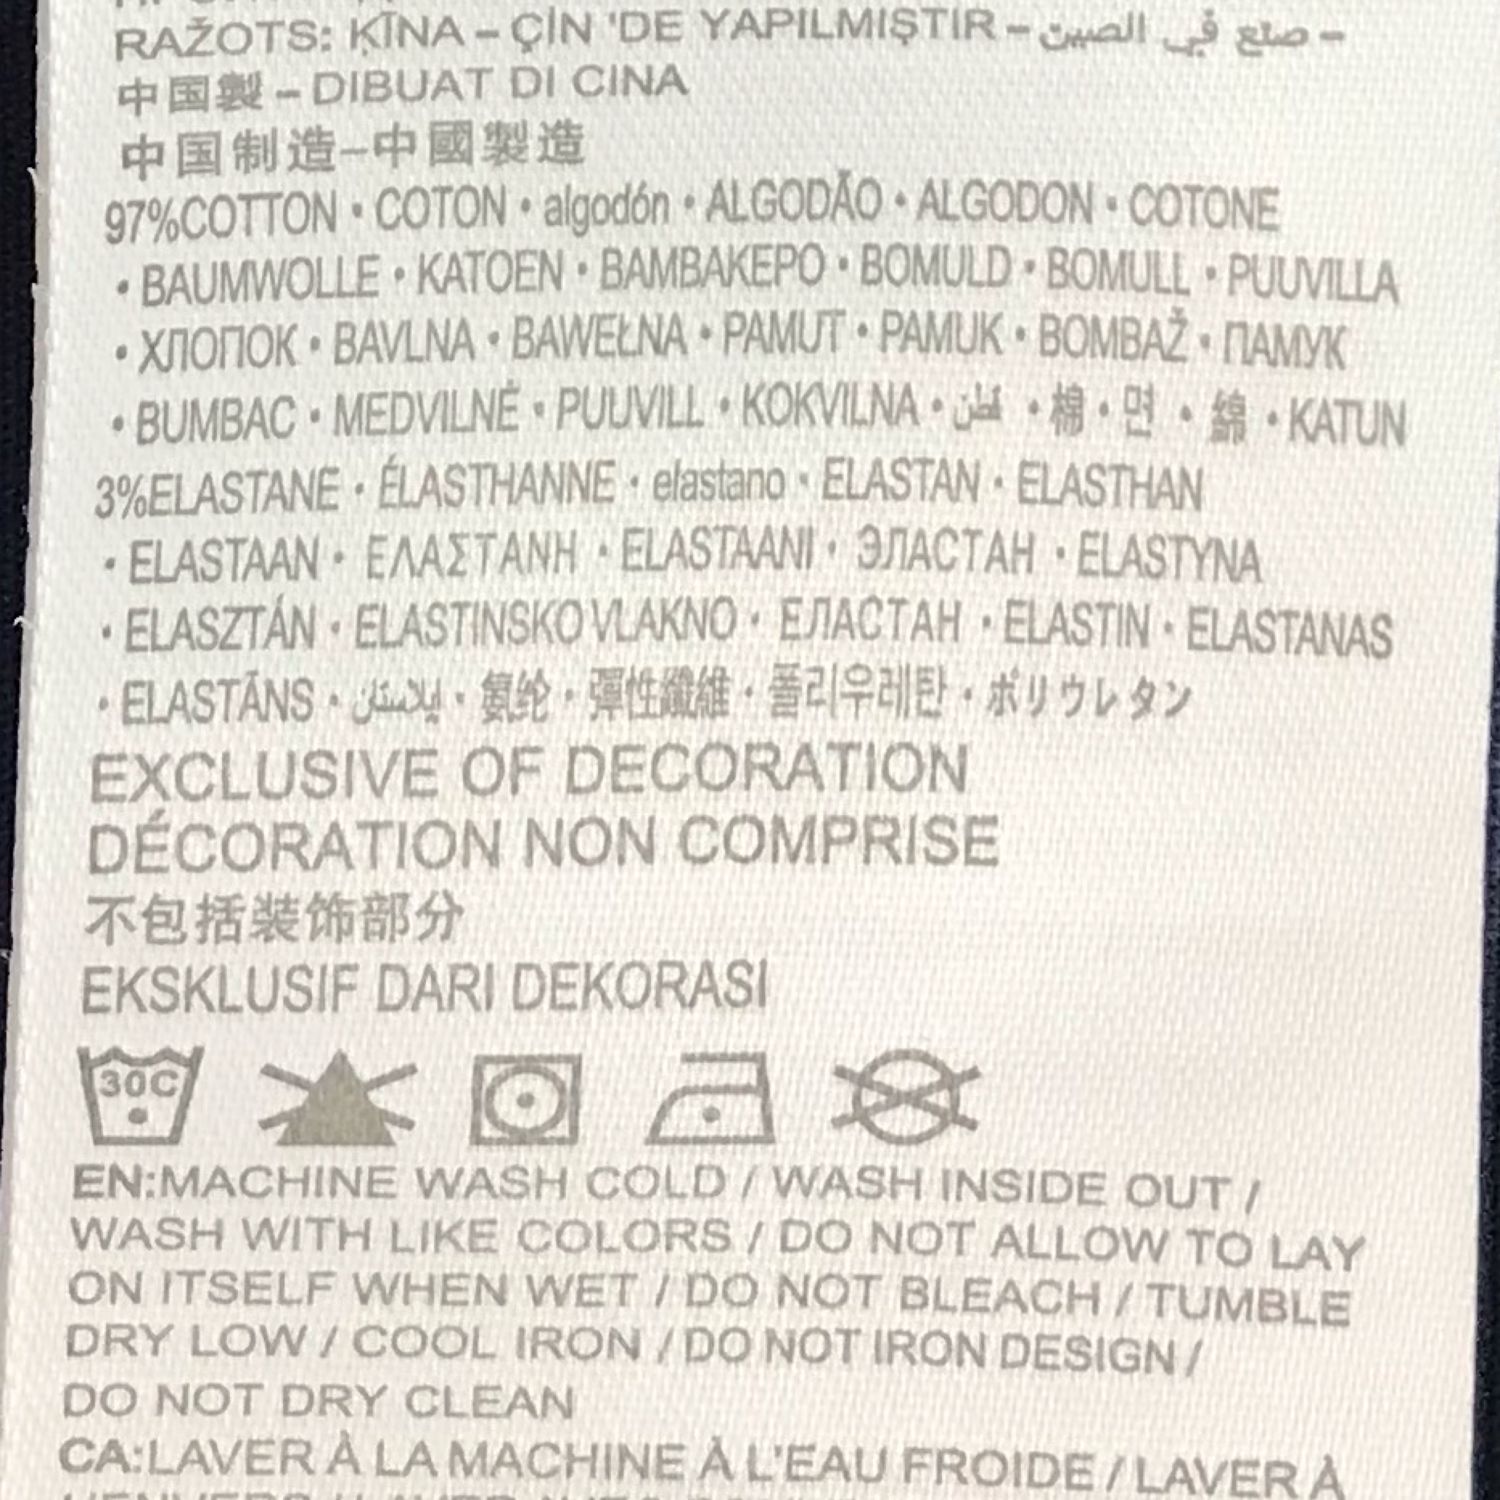 RAŽOTS: ĶĪNA – ÇİN 'DE YAPILMIŞTIR – صنع في الصين –
中国製 – DIBUAT DI CINA
中国制造–中國製造
97%COTTON • COTON • algodón • ALGODÃO • ALGODON • COTONE
• BAUMWOLLE • KATOEN • BAMBAKEPO • BOMULD • BOMULL • PUUVILLA
• ХЛОПОК • BAVLNA • BAWEŁNA • PAMUT • PAMUK • BOMBAŽ • ПАМУК
• BUMBAC • MEDVILNĖ • PUUVILL • KOKVILNA • قطن • 棉 • 면 • 綿 • KATUN
3%ELASTANE • ÉLASTHANNE • elastano • ELASTAN • ELASTHAN
• ELASTAAN • ΕΛΑΣΤΑΝΗ • ELASTAANI • ЭЛАСТАН • ELASTYNA
• ELASZTÁN • ELASTINSKO VLAKNO • ЕЛАСТАН • ELASTIN • ELASTANAS
• ELASTĀNS • إيلاستان • 氨纶 • 彈性纖維 • 폴리우레탄 • ポリウレタン
EXCLUSIVE OF DECORATION
DÉCORATION NON COMPRISE
不包括装饰部分
EKSKLUSIF DARI DEKORASI
30C
EN:MACHINE WASH COLD / WASH INSIDE OUT /
WASH WITH LIKE COLORS / DO NOT ALLOW TO LAY
ON ITSELF WHEN WET / DO NOT BLEACH / TUMBLE
DRY LOW / COOL IRON / DO NOT IRON DESIGN /
DO NOT DRY CLEAN
CA:LAVER À LA MACHINE À L'EAU FROIDE / LAVER À